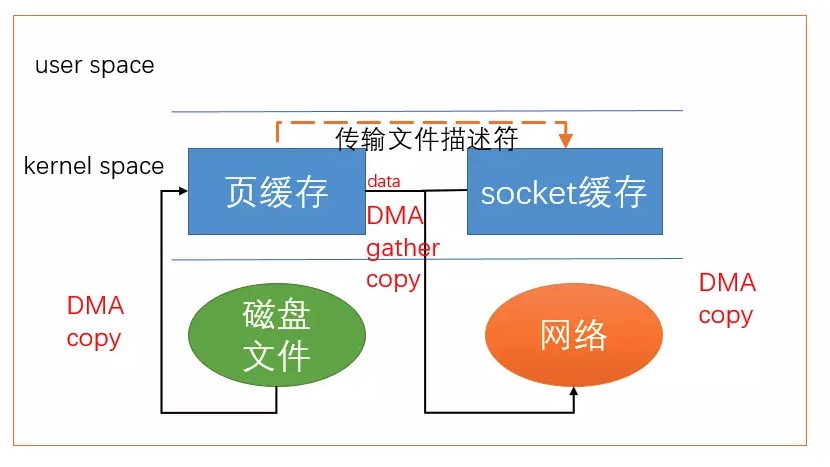 user space
传输文件描述符
kernel space
页缓存
data
socket缓存
DMA
gather
copy
DMA
copy
磁盘
文件
网络
DMA
copy